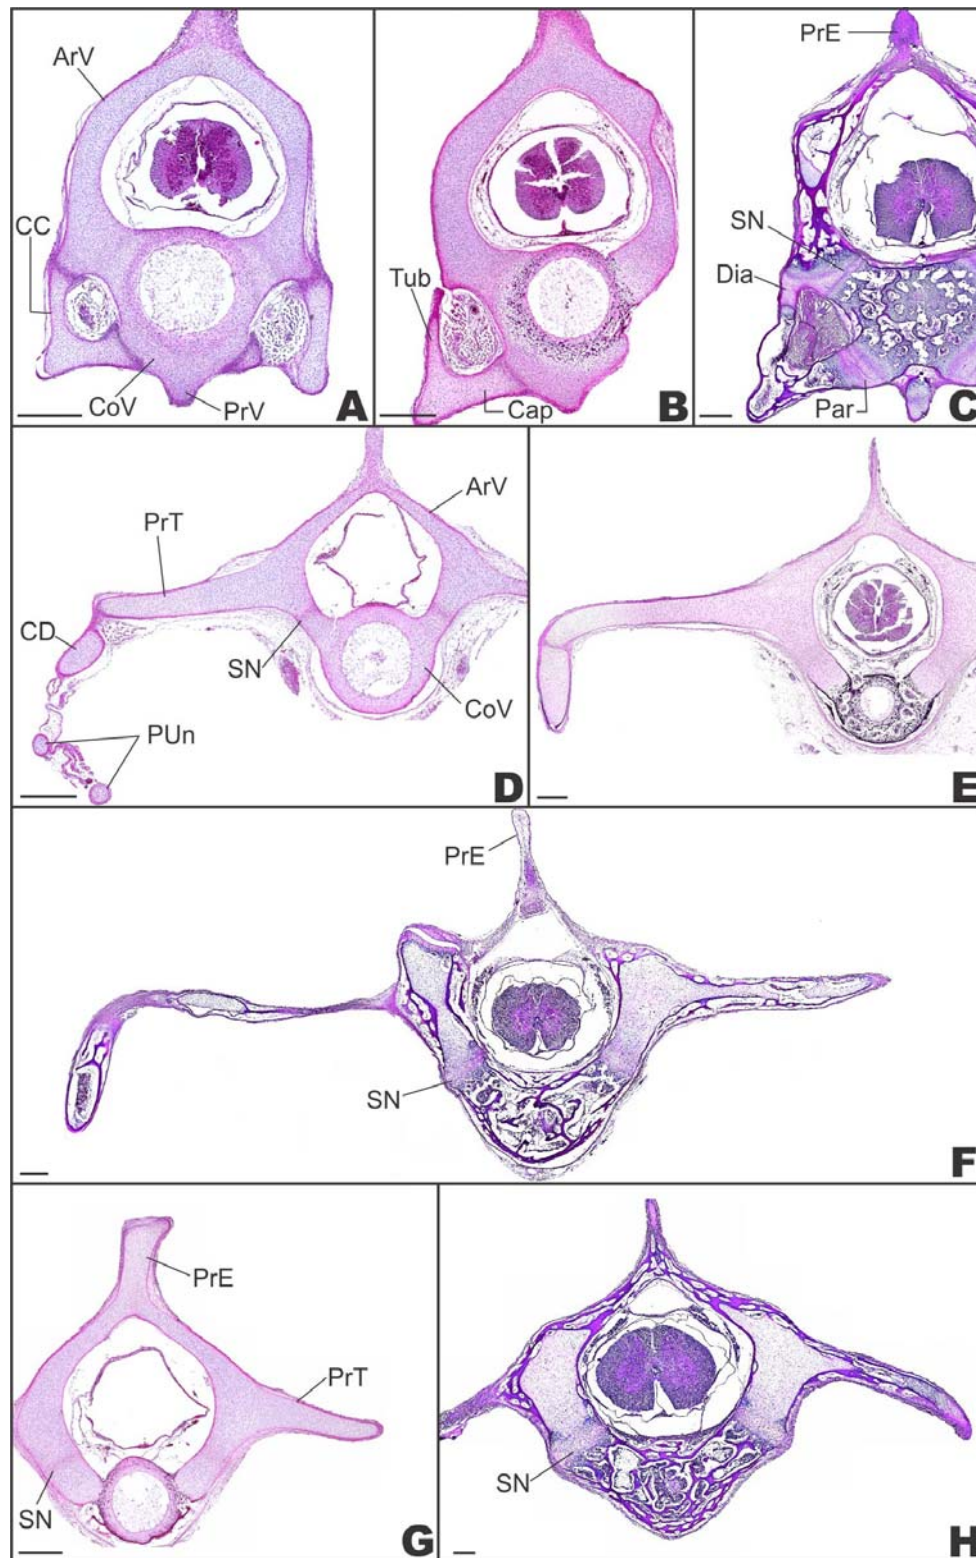 ArV
CC
CoV
PrV
A
Tub
Cap
B
PrE
SN
Dia
Par
C
PrT
ArV
CD
SN
CoV
PUn
D
E
PrE
SN
F
PrE
PrT
SN
G
SN
H